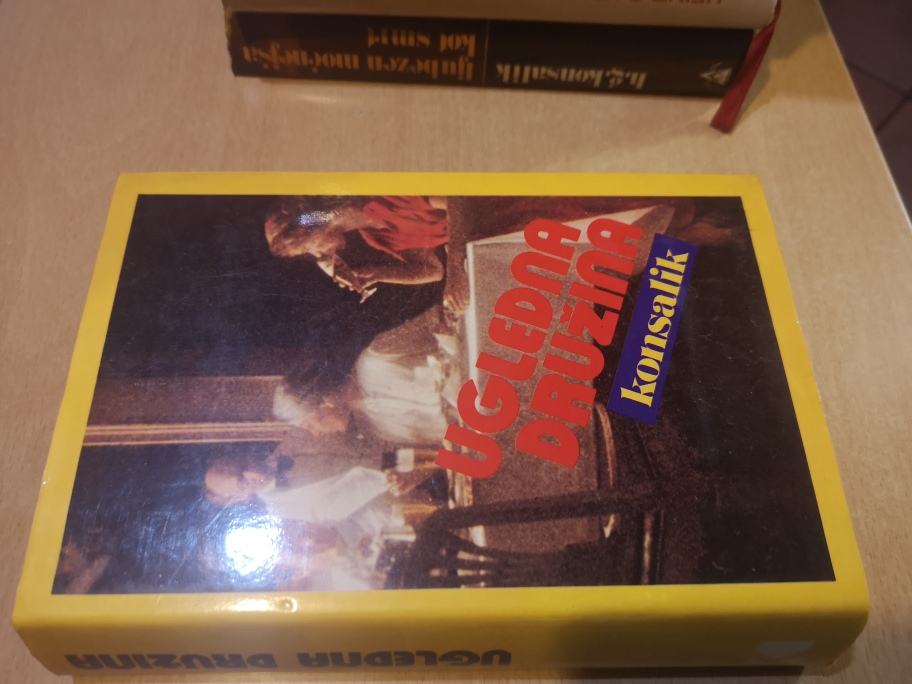 ljubezen močnejša
kot smrt
h.g.konsalik
UGLEDNA
DRUŽINA
konsalik
UGLEDNA DRUŽINA